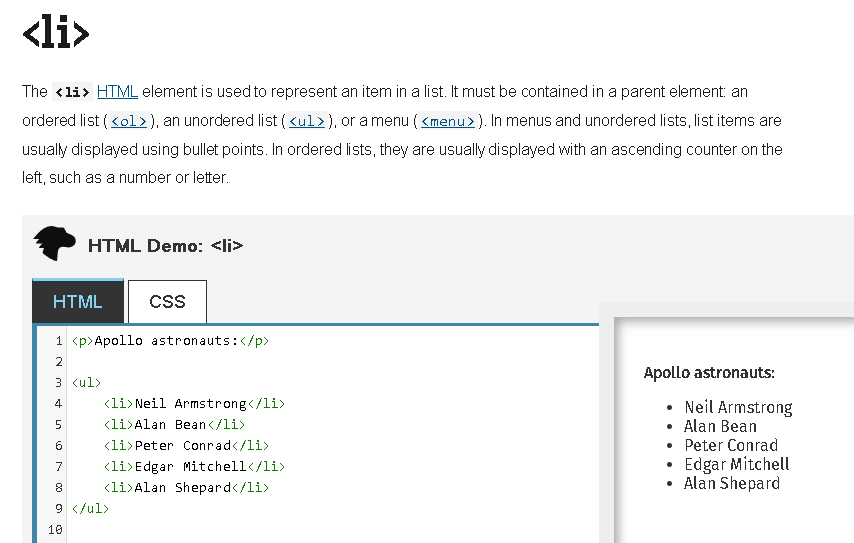 <li>
The <li> HTML element is used to represent an item in a list. It must be contained in a parent element: an
ordered list (<ol>), an unordered list (<ul>), or a menu (<menu>). In menus and unordered lists, list items are
usually displayed using bullet points. In ordered lists, they are usually displayed with an ascending counter on the
left, such as a number or letter.
HTML Demo: <li>
HTML CSS
1 <p>Apollo astronauts:</p>
2
3 <ul>
4 <li>Neil Armstrong</li>
5 <li>Alan Bean</li>
6 <li>Peter Conrad</li>
7 <li>Edgar Mitchell</li>
8 <li>Alan Shepard</li>
9 </ul>
10
Apollo astronauts:
• Neil Armstrong
• Alan Bean
• Peter Conrad
• Edgar Mitchell
• Alan Shepard